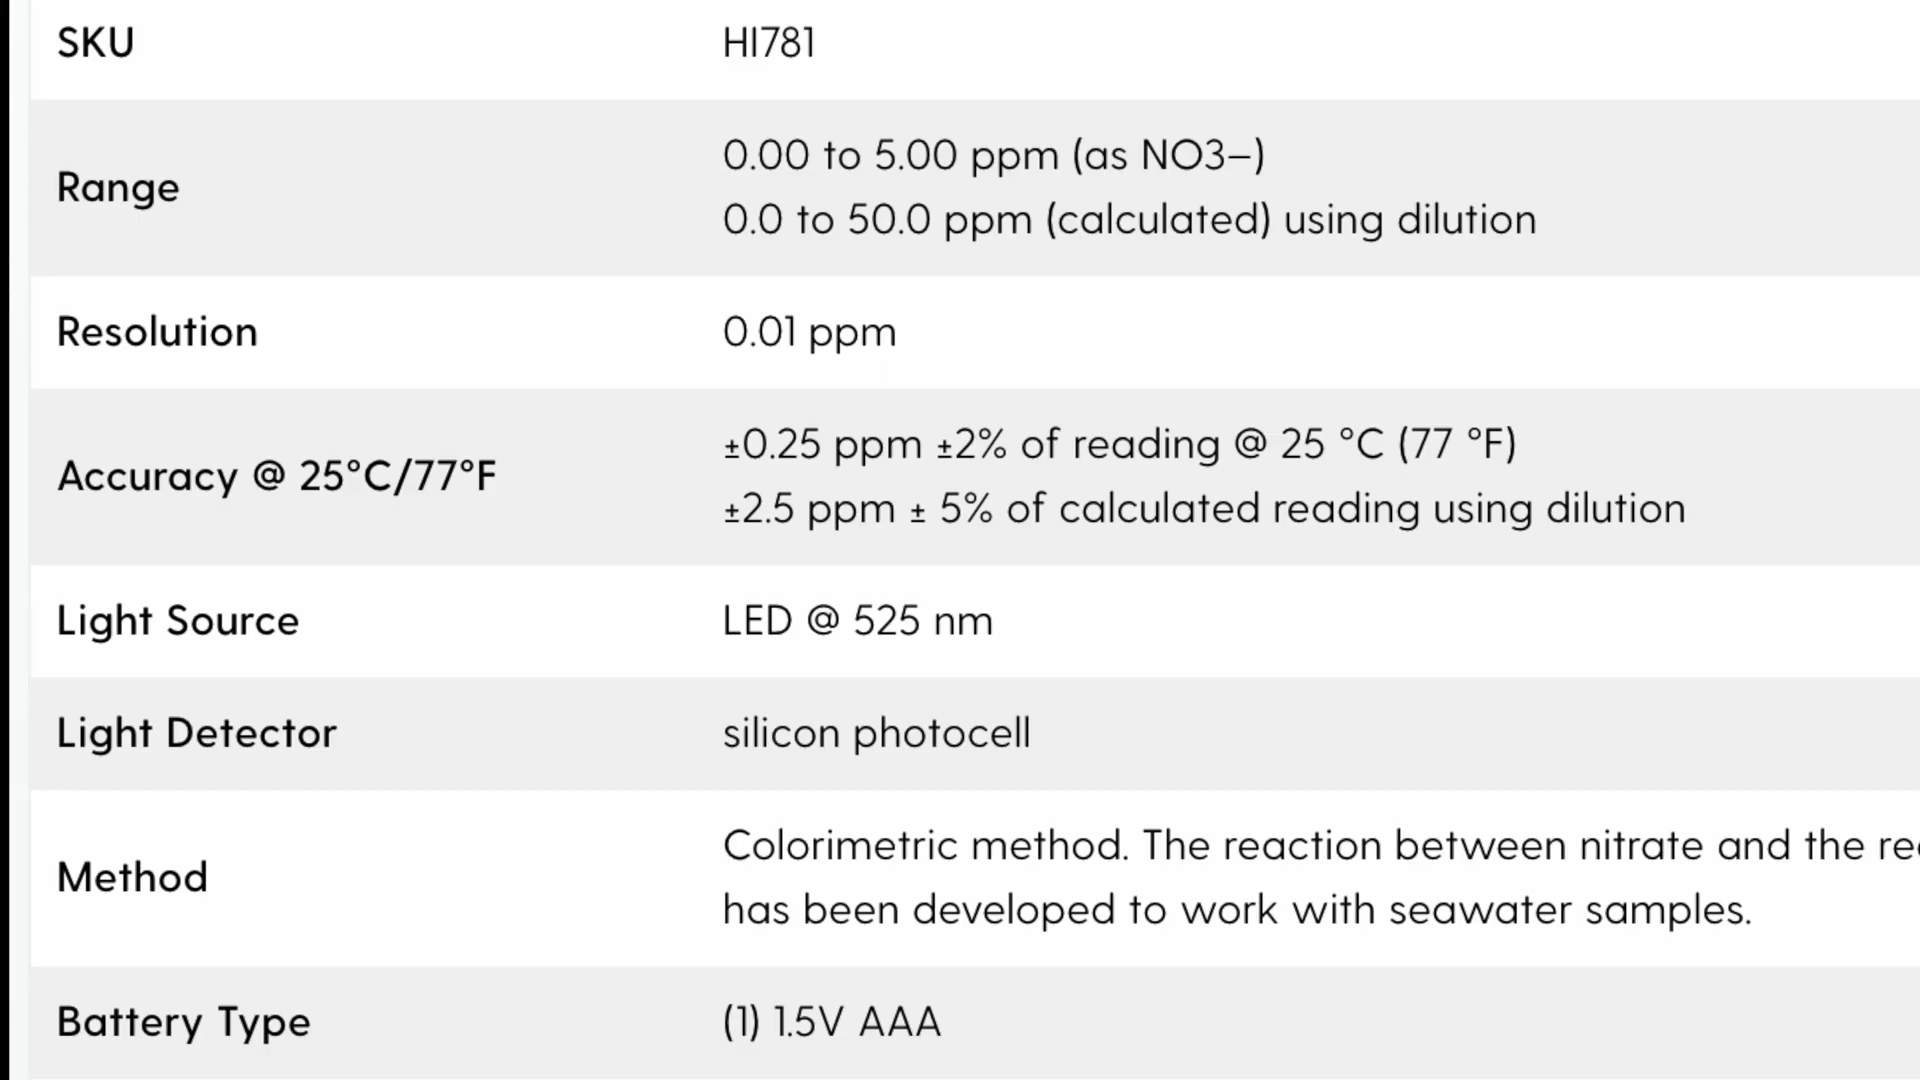 SKU HI781
Range 0.00 to 5.00 ppm (as NO3–)
0.0 to 50.0 ppm (calculated) using dilution
Resolution 0.01 ppm
Accuracy @ 25°C/77°F ±0.25 ppm ±2% of reading @ 25 °C (77 °F)
±2.5 ppm ± 5% of calculated reading using dilution
Light Source LED @ 525 nm
Light Detector silicon photocell
Method Colorimetric method. The reaction between nitrate and the
has been developed to work with seawater samples.
Battery Type (1) 1.5V AAA